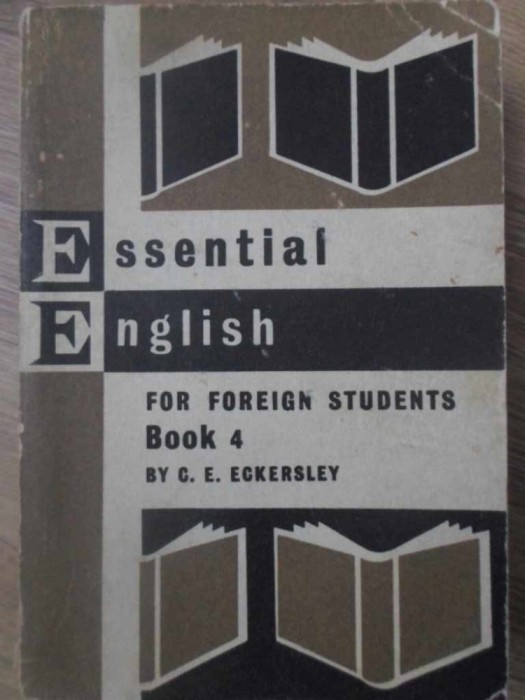 Essential
English
FOR FOREIGN STUDENTS
Book 4
BY C. E. ECKERSLEY